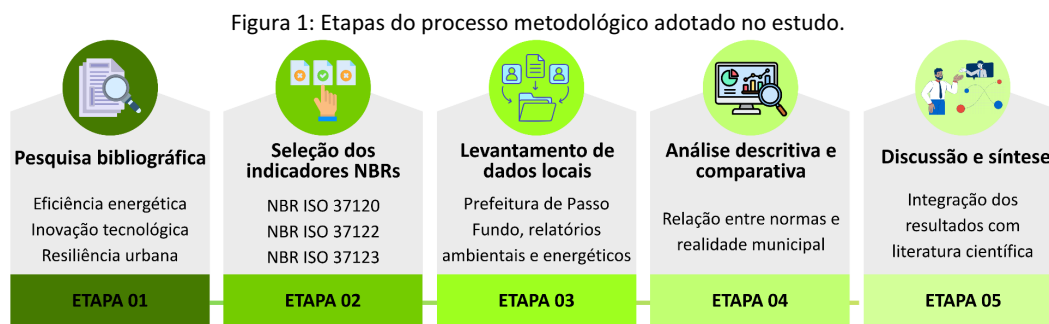 Figura 1: Etapas do processo metodológico adotado no estudo.
Pesquisa bibliográfica
Eficiência energética
Inovação tecnológica
Resiliência urbana
ETAPA 01
Seleção dos
indicadores NBRs
NBR ISO 37120
NBR ISO 37122
NBR ISO 37123
ETAPA 02
Levantamento de
dados locais
Prefeitura de Passo
Fundo, relatórios
ambientais e energéticos
ETAPA 03
Análise descritiva e
comparativa
Relação entre normas e
realidade municipal
ETAPA 04
Discussão e síntese
Integração dos
resultados com
literatura científica
ETAPA 05